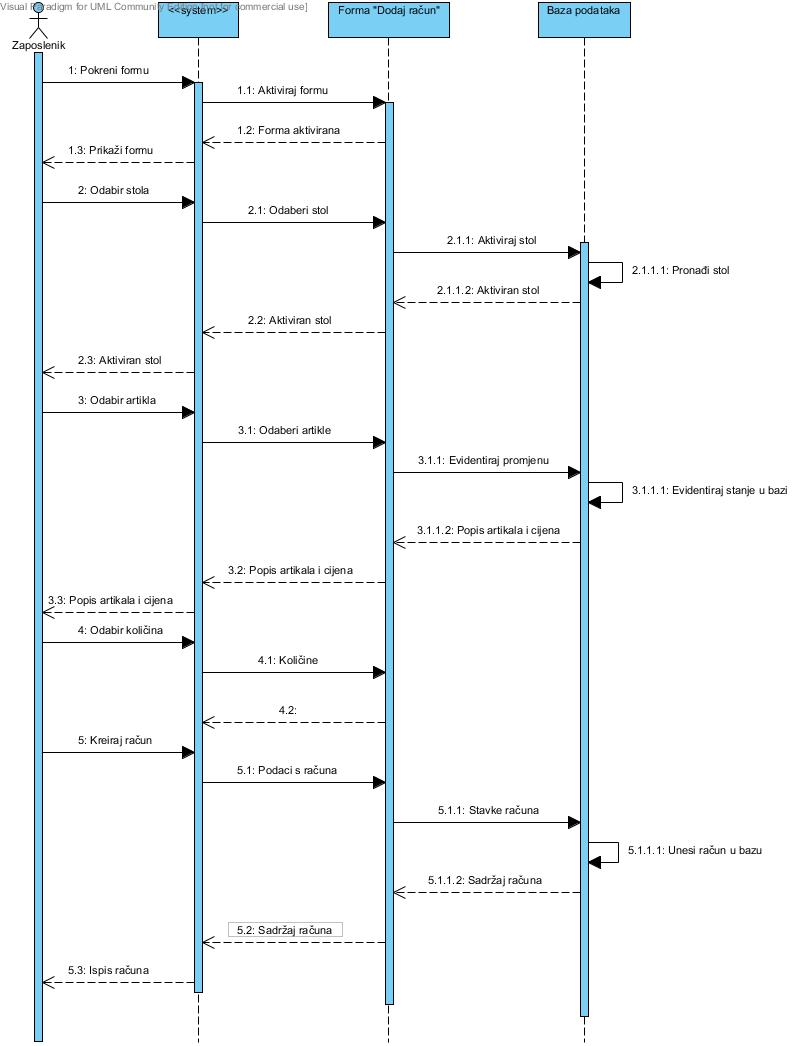 Visual Paradigm for UML Community Edition [not for commercial use]
<<system>>
Forma "Dodaj račun"
Baza podataka
Zaposlenik
1: Pokreni formu
1.1: Aktiviraj formu
1.2: Forma aktivirana
1.3: Prikaži formu
2: Odabir stola
2.1: Odaberi stol
2.1.1: Aktiviraj stol
2.1.1.1: Pronađi stol
2.1.1.2: Aktiviran stol
2.2: Aktiviran stol
2.3: Aktiviran stol
3: Odabir artikla
3.1: Odaberi artikle
3.1.1: Evidentiraj promjenu
3.1.1.1: Evidentiraj stanje u bazi
3.1.1.2: Popis artikala i cijena
3.2: Popis artikala i cijena
3.3: Popis artikala i cijena
4: Odabir količina
4.1: Količine
4.2:
5: Kreiraj račun
5.1: Podaci s računa
5.1.1: Stavke računa
5.1.1.1: Unesi račun u bazu
5.1.1.2: Sadržaj računa
5.2: Sadržaj računa
5.3: Ispis računa